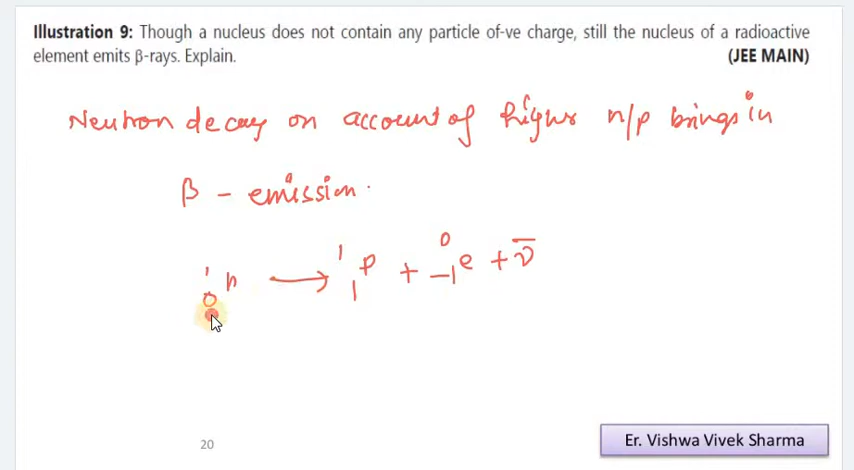 Illustration 9: Though a nucleus does not contain any particle of-ve charge, still the nucleus of a radioactive
element emits β-rays. Explain. (JEE MAIN)
Neutron decay on account of higher n/p brings in
β - emission.
¹₀n ⟶ ¹₁p + ⁰₋₁e + ν̅
20
Er. Vishwa Vivek Sharma